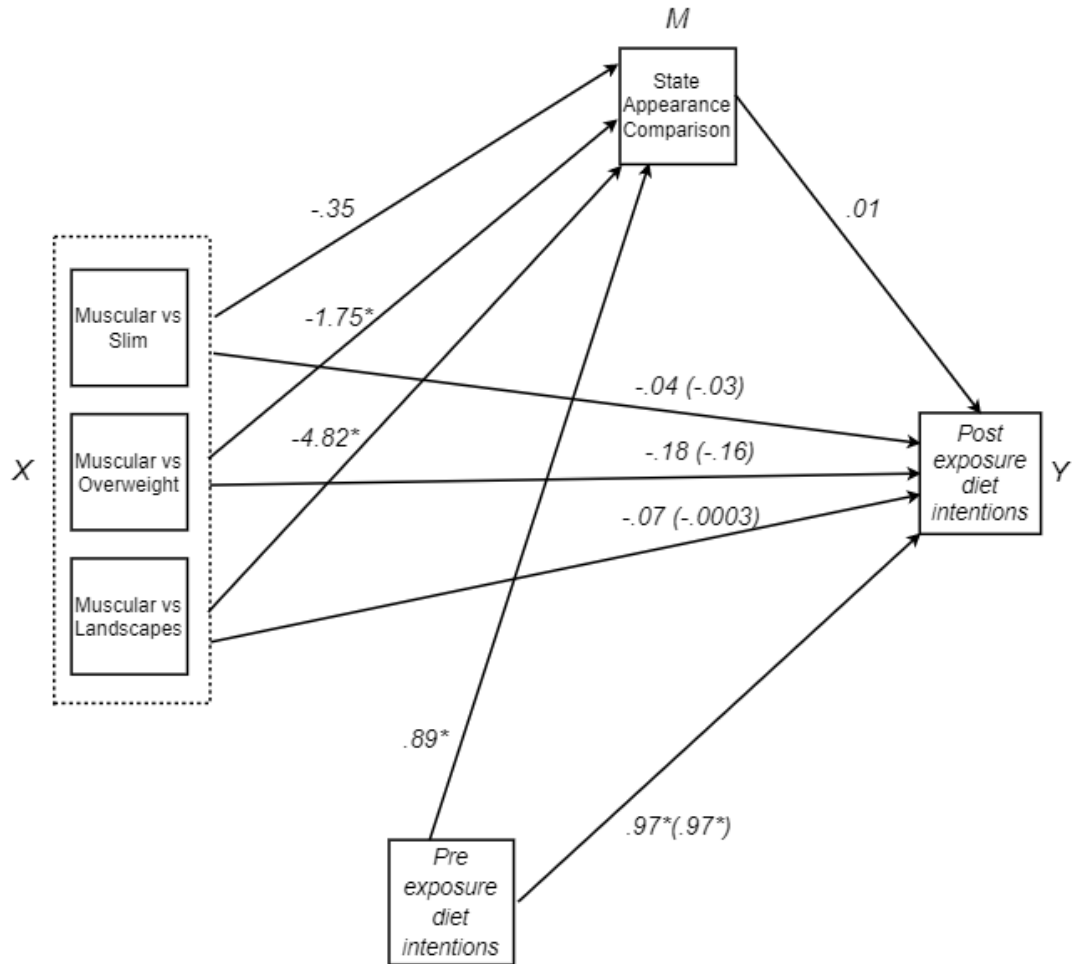 M
State
Appearance
Comparison
-.35
.01
Muscular vs
Slim
-1.75*
-.04 (-.03)
-4.82*
X
Muscular vs
Overweight
-.18 (-.16)
Post
exposure
diet
intentions
Y
-.07 (-.0003)
Muscular vs
Landscapes
.89*
.97*(.97*)
Pre
exposure
diet
intentions